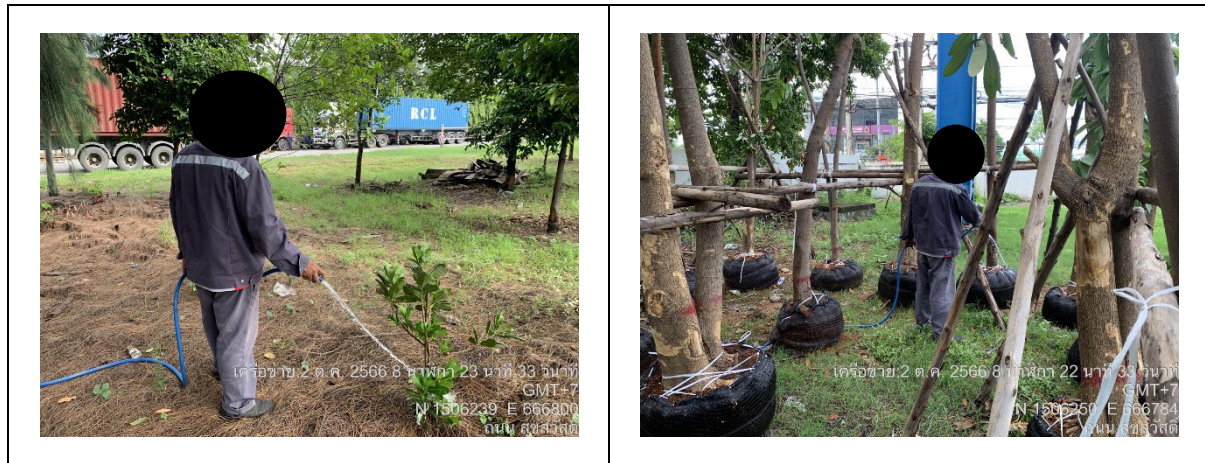 RCL
เครือข่าย:2 ต.ค. 2566 8 นาฬิกา 23 นาที 33 วินาที
GMT+7
N 1506239 E 666800
ถนน สุขสวัสดิ์
เครือข่าย:2 ต.ค. 2566 8 นาฬิกา 22 นาที 33 วินาที
GMT+7
N 1506250 E 666784
ถนน สุขสวัสดิ์